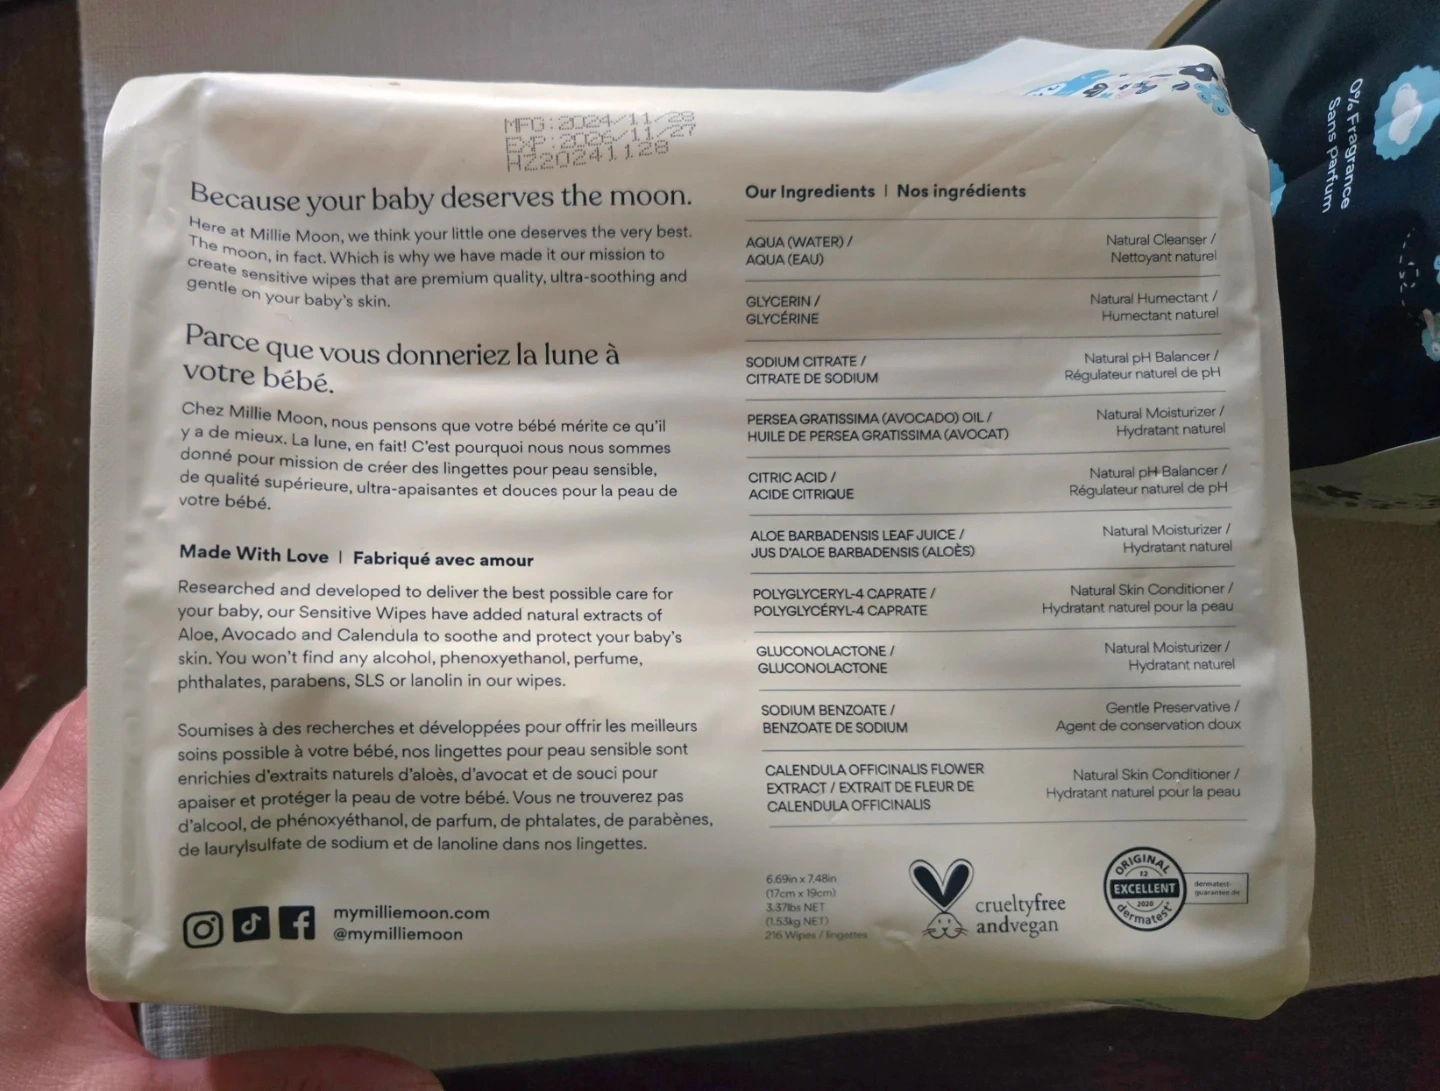 MFG:2024/11/28
EXP:2026/11/27
HZ20241128
Because your baby deserves the moon.
Here at Millie Moon, we think your little one deserves the very best.
The moon, in fact. Which is why we have made it our mission to
create sensitive wipes that are premium quality, ultra-soothing and
gentle on your baby's skin.
Parce que vous donneriez la lune à
votre bébé.
Chez Millie Moon, nous pensons que votre bébé mérite ce qu'il
y a de mieux. La lune, en fait! C'est pourquoi nous nous sommes
donné pour mission de créer des lingettes pour peau sensible,
de qualité supérieure, ultra-apaisantes et douces pour la peau de
votre bébé.
Made With Love | Fabriqué avec amour
Researched and developed to deliver the best possible care for
your baby, our Sensitive Wipes have added natural extracts of
Aloe, Avocado and Calendula to soothe and protect your baby's
skin. You won't find any alcohol, phenoxyethanol, perfume,
phthalates, parabens, SLS or lanolin in our wipes.
Soumises à des recherches et développées pour offrir les meilleurs
soins possible à votre bébé, nos lingettes pour peau sensible sont
enrichies d'extraits naturels d'aloès, d'avocat et de souci pour
apaiser et protéger la peau de votre bébé. Vous ne trouverez pas
d'alcool, de phénoxyéthanol, de parfum, de phtalates, de parabènes,
de laurylsulfate de sodium et de lanoline dans nos lingettes.
mymilliemoon.com
@mymilliemoon
Our Ingredients | Nos ingrédients
AQUA (WATER) / Natural Cleanser /
AQUA (EAU) Nettoyant naturel
GLYCERIN / Natural Humectant /
GLYCÉRINE Humectant naturel
SODIUM CITRATE / Natural pH Balancer /
CITRATE DE SODIUM Régulateur naturel de pH
PERSEA GRATISSIMA (AVOCADO) OIL / Natural Moisturizer /
HUILE DE PERSEA GRATISSIMA (AVOCAT) Hydratant naturel
CITRIC ACID / Natural pH Balancer /
ACIDE CITRIQUE Régulateur naturel de pH
ALOE BARBADENSIS LEAF JUICE / Natural Moisturizer /
JUS D'ALOE BARBADENSIS (ALOÈS) Hydratant naturel
POLYGLYCERYL-4 CAPRATE / Natural Skin Conditioner /
POLYGLYCÉRYL-4 CAPRATE Hydratant naturel pour la peau
GLUCONOLACTONE / Natural Moisturizer /
GLUCONOLACTONE Hydratant naturel
SODIUM BENZOATE / Gentle Preservative /
BENZOATE DE SODIUM Agent de conservation doux
CALENDULA OFFICINALIS FLOWER Natural Skin Conditioner /
EXTRACT / EXTRAIT DE FLEUR DE Hydratant naturel pour la peau
CALENDULA OFFICINALIS
6.69in x 7.48in
(17cm x 19cm)
3.37lbs NET
(1.53kg NET)
216 Wipes / lingettes
crueltyfree
andvegan
ORIGINAL
12
EXCELLENT
2020
dermatest
dermatest-
guarantee.de
0% Fragrance
Sans parfum